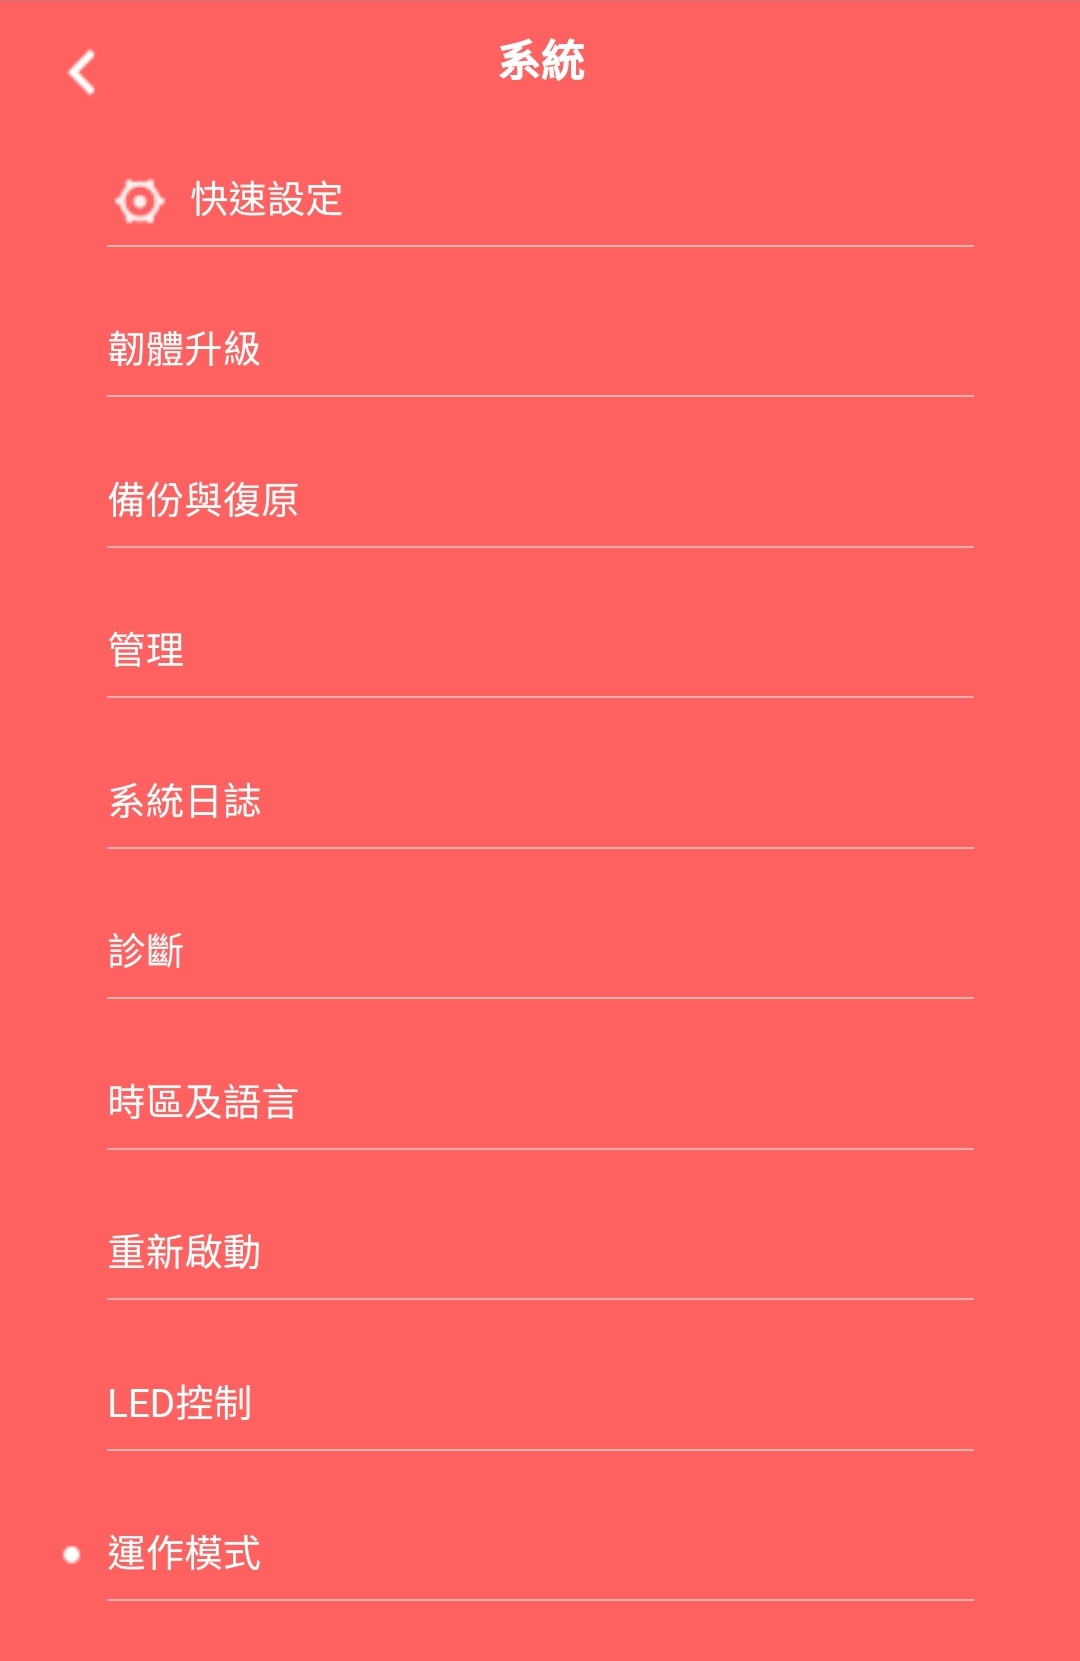 系統
快速設定
韌體升級
備份與復原
管理
系統日誌
診斷
時區及語言
重新啟動
LED控制
運作模式